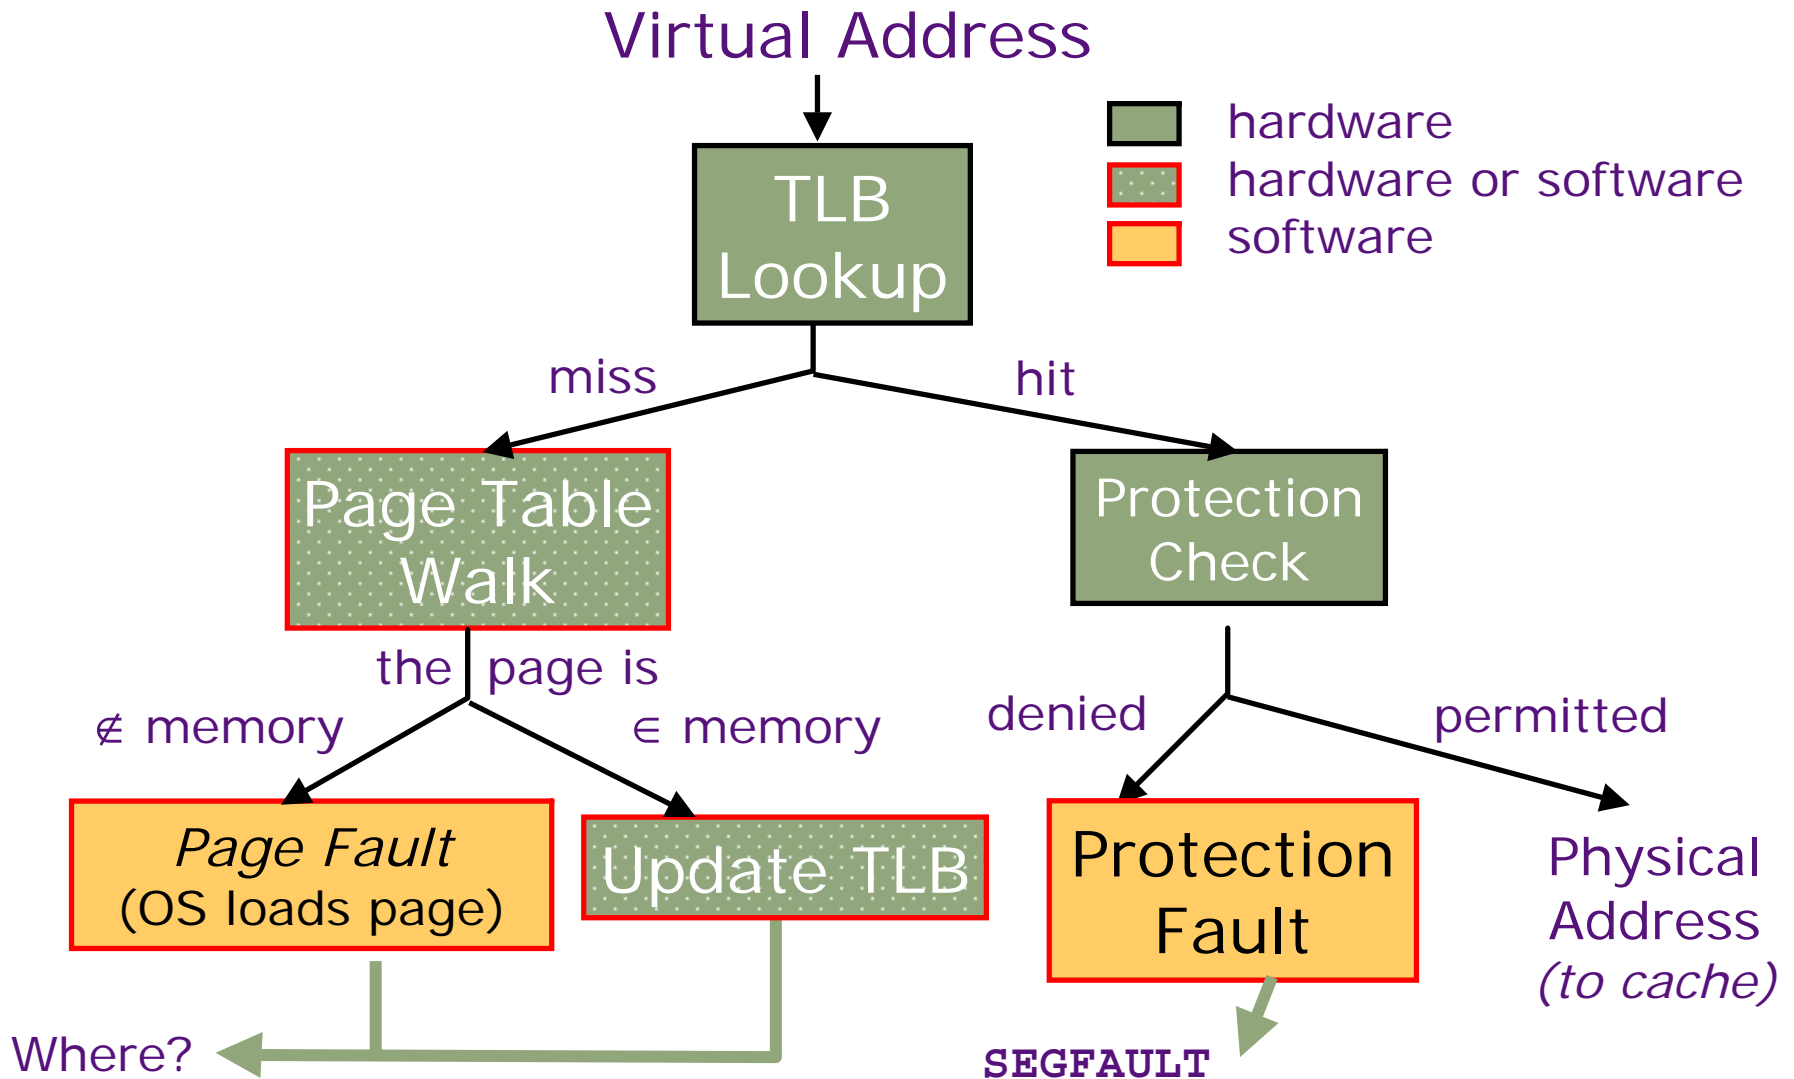 Virtual Address
hardware
hardware or software
software
TLB
Lookup
miss
hit
Page Table
Walk
Protection
Check
the page is
∉ memory
∈ memory
denied
permitted
Page Fault
(OS loads page)
Update TLB
Protection
Fault
Physical
Address
(to cache)
Where?
SEGFAULT